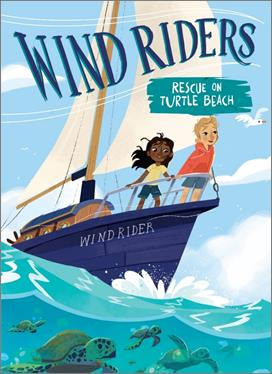 WIND RIDERS
RESCUE ON
TURTLE BEACH
WIND RIDER